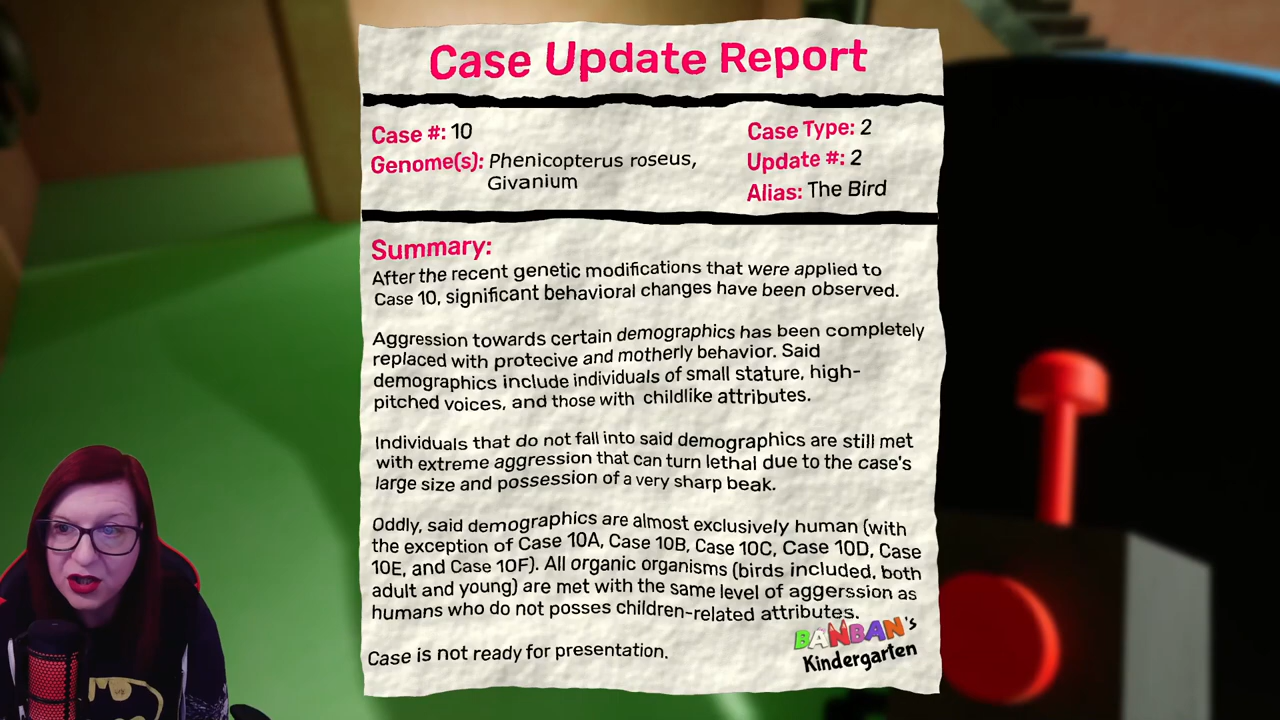 Case Update Report
Case #: 10
Genome(s): Phenicopterus roseus,
Givanium
Case Type: 2
Update #: 2
Alias: The Bird
Summary:
After the recent genetic modifications that were applied to
Case 10, significant behavioral changes have been observed.
Aggression towards certain demographics has been completely
replaced with protecive and motherly behavior. Said
demographics include individuals of small stature, high-
pitched voices, and those with childlike attributes.
Individuals that do not fall into said demographics are still met
with extreme aggression that can turn lethal due to the case's
large size and possession of a very sharp beak.
Oddly, said demographics are almost exclusively human (with
the exception of Case 10A, Case 10B, Case 10C, Case 10D, Case
10E, and Case 10F). All organic organisms (birds included, both
adult and young) are met with the same level of aggerssion as
humans who do not posses children-related attributes.
Case is not ready for presentation.
BANBAN's
Kindergarten